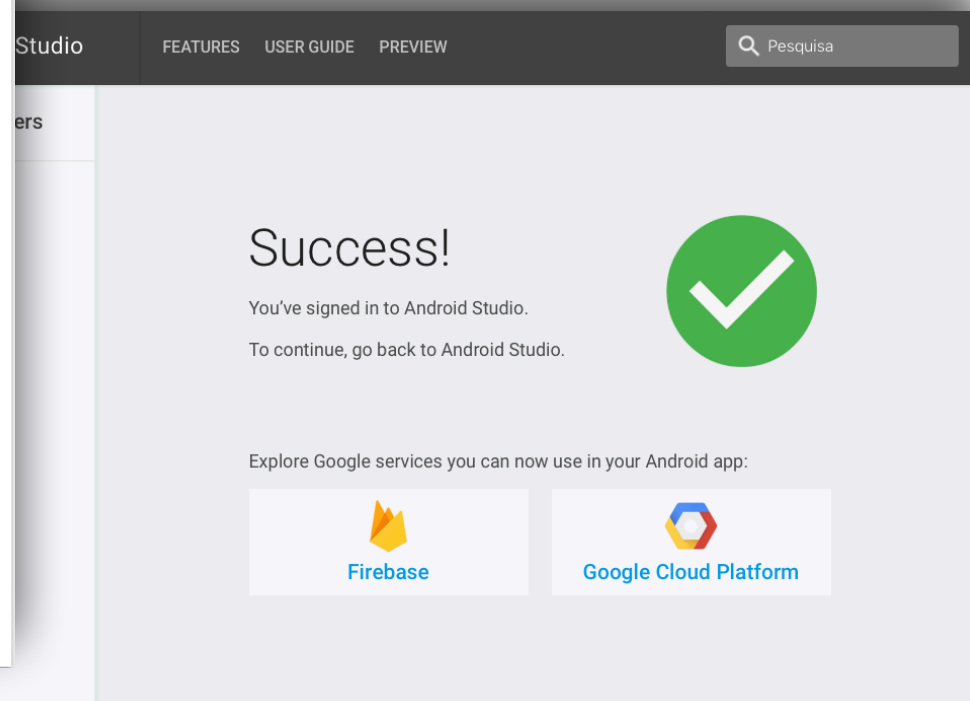 Studio
FEATURES
USER GUIDE
PREVIEW
Pesquisa
ers
Success!
You've signed in to Android Studio.
To continue, go back to Android Studio.
Explore Google services you can now use in your Android app:
Firebase
Google Cloud Platform